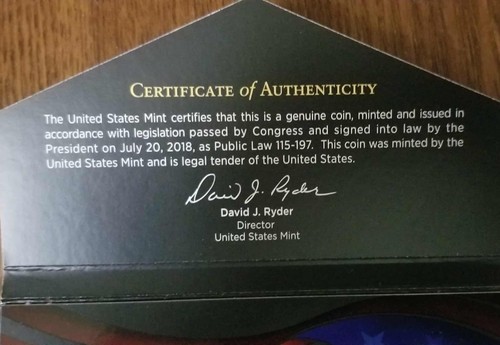 CERTIFICATE of AUTHENTICITY
The United States Mint certifies that this is a genuine coin, minted and issued in
accordance with legislation passed by Congress and signed into law by the
President on July 20, 2018, as Public Law 115-197. This coin was minted by the
United States Mint and is legal tender of the United States.
David J. Ryder
David J. Ryder
Director
United States Mint